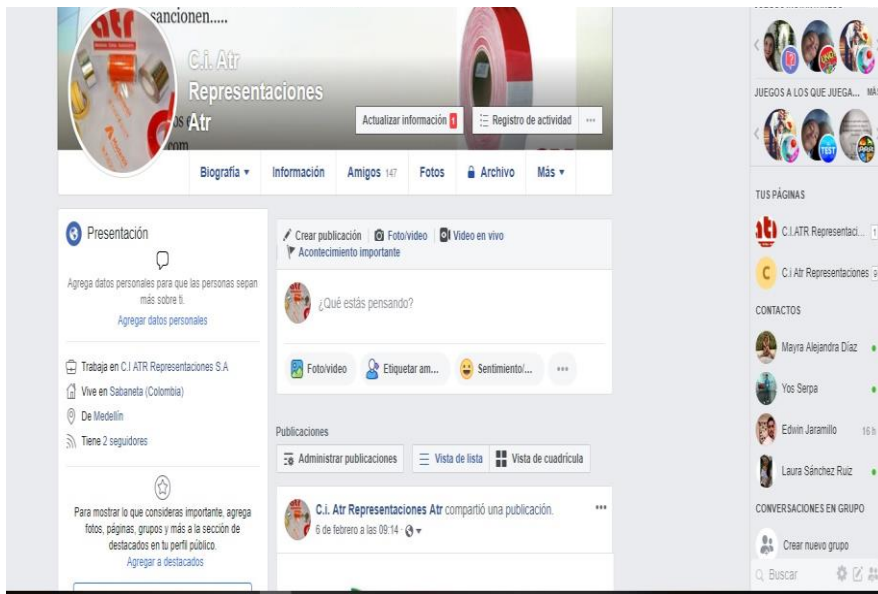 sancionen.....
atr
C.i. Atr
Representaciones
Atr
Actualizar información 1
Registro de actividad
Biografía
Información
Amigos 147
Fotos
Archivo
Más
Presentación
Agrega datos personales para que las personas sepan
más sobre ti.
Agregar datos personales
Trabaja en C.I ATR Representaciones S.A
Vive en Sabaneta (Colombia)
De Medellín
Tiene 2 seguidores
Para mostrar lo que consideras importante, agrega
fotos, páginas, grupos y más a la sección de
destacados en tu perfil público.
Agregar a destacados
Crear publicación
Foto/video
Video en vivo
Acontecimiento importante
¿Qué estás pensando?
Foto/video
Etiquetar am...
Sentimiento/...
Publicaciones
Administrar publicaciones
Vista de lista
Vista de cuadrícula
C.i. Atr Representaciones Atr compartió una publicación.
6 de febrero a las 09:14 ·
JUEGOS A LOS QUE JUEGA... MÁS
TEST
TUS PÁGINAS
C.I.ATR Representaci... 1
C.i Atr Representaciones
CONTACTOS
Mayra Alejandra Díaz
Yos Serpa
Edwin Jaramillo 16 h
Laura Sánchez Ruiz
CONVERSACIONES EN GRUPO
Crear nuevo grupo
Buscar